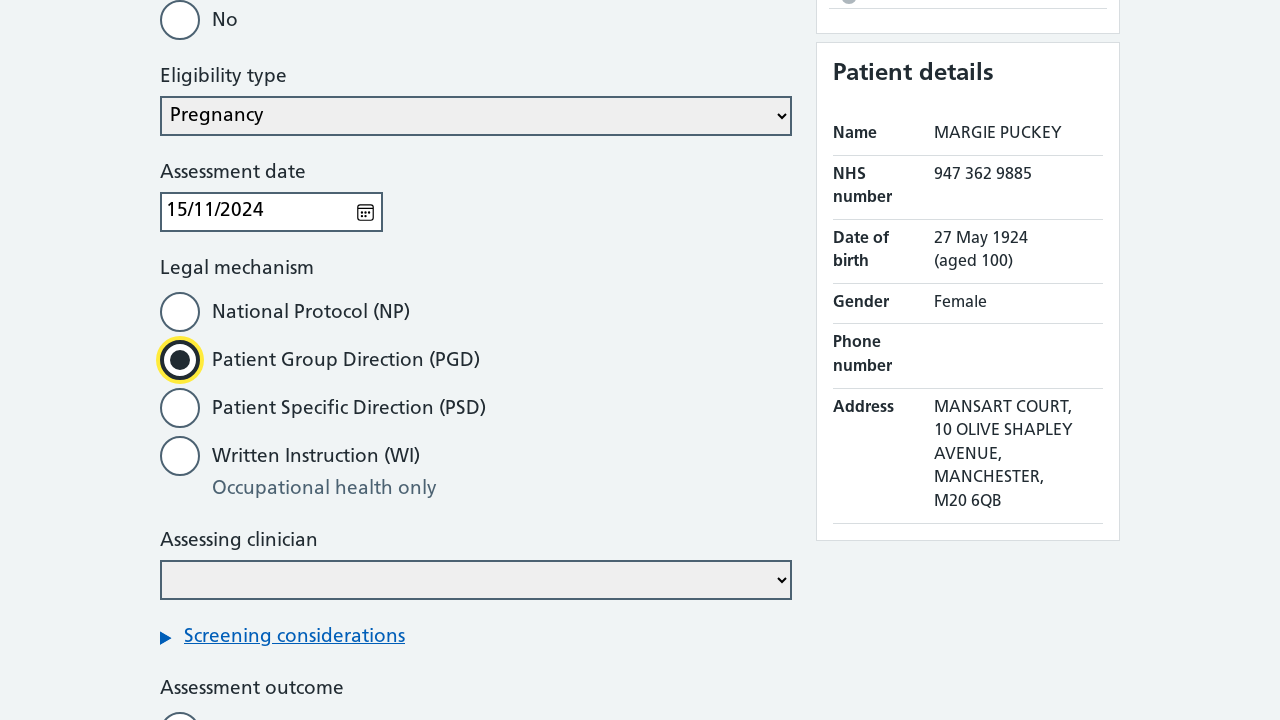 No
Eligibility type
Pregnancy
Assessment date
15/11/2024
Legal mechanism
National Protocol (NP)
Patient Group Direction (PGD)
Patient Specific Direction (PSD)
Written Instruction (WI)
Occupational health only
Assessing clinician
Screening considerations
Assessment outcome
Patient details
Name MARGIE PUCKEY
NHS number 947 362 9885
Date of birth 27 May 1924
(aged 100)
Gender Female
Phone number
Address MANSART COURT,
10 OLIVE SHAPLEY
AVENUE,
MANCHESTER,
M20 6QB